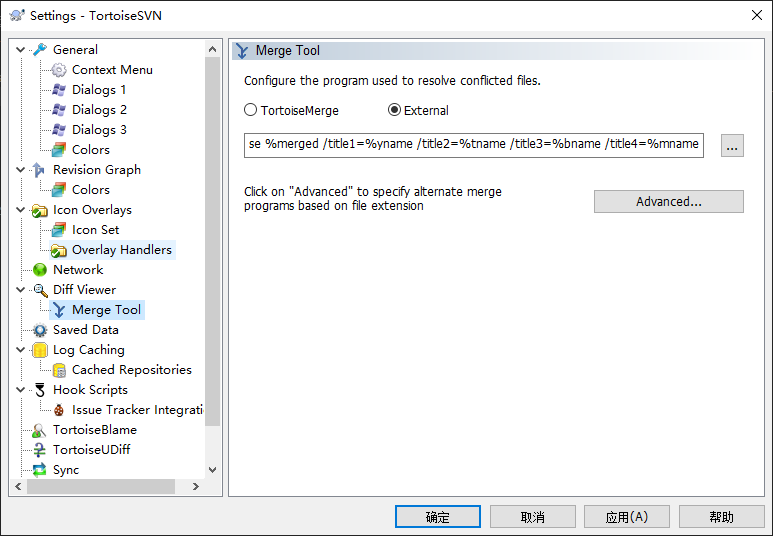 Settings - TortoiseSVN
General
Context Menu
Dialogs 1
Dialogs 2
Dialogs 3
Colors
Revision Graph
Colors
Icon Overlays
Icon Set
Overlay Handlers
Network
Diff Viewer
Merge Tool
Saved Data
Log Caching
Cached Repositories
Hook Scripts
Issue Tracker Integrati
TortoiseBlame
TortoiseUDiff
Sync
Merge Tool
Configure the program used to resolve conflicted files.
TortoiseMerge External
se %merged /title1=%yname /title2=%tname /title3=%bname /title4=%mname ...
Click on "Advanced" to specify alternate merge
programs based on file extension
Advanced...
确定 取消 应用(A) 帮助